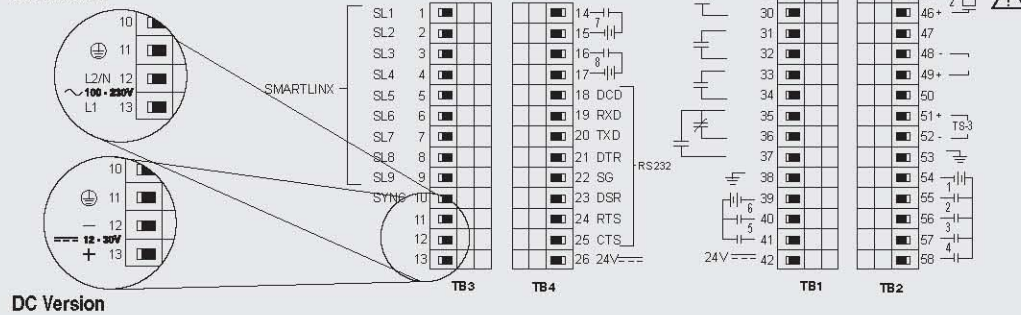 10
11
L2/N 12
100 - 230V
L1 13
10
11
- 12
12 - 30V
+ 13
DC Version
SMARTLINX
SL1 1
SL2 2
SL3 3
SL4 4
SL5 5
SL6 6
SL7 7
SL8 8
SL9 9
SYNC 10
11
12
13
TB3
14
7
15
16
8
17
18 DCD
19 RXD
20 TXD
21 DTR
22 SG
23 DSR
24 RTS
25 CTS
26 24V
RS232
TB4
30
31
32
33
34
35
36
37
38
39
6
40
5
41
24V 42
TB1
46+
2
47
48 -
49+
50
51+
TS-3
52 -
53
54
1
55
2
56
3
57
4
58
TB2